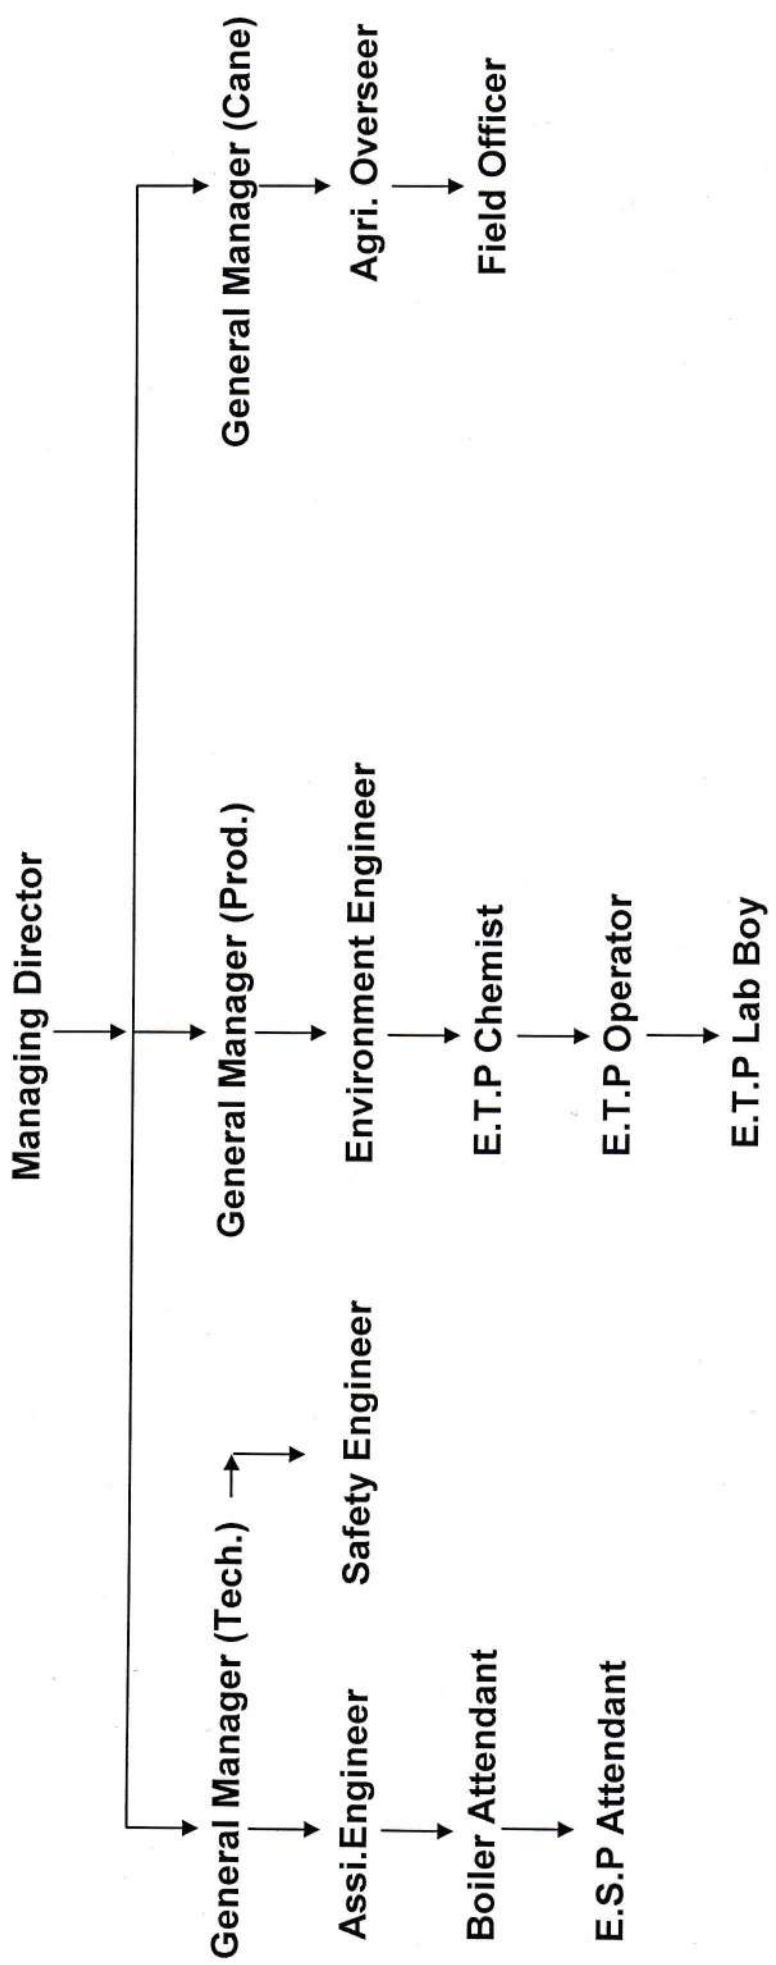 Managing Director
General Manager (Tech.)
General Manager (Prod.)
General Manager (Cane)
Assi.Engineer
Safety Engineer
Environment Engineer
Agri. Overseer
Boiler Attendant
E.T.P Chemist
Field Officer
E.S.P Attendant
E.T.P Operator
E.T.P Lab Boy